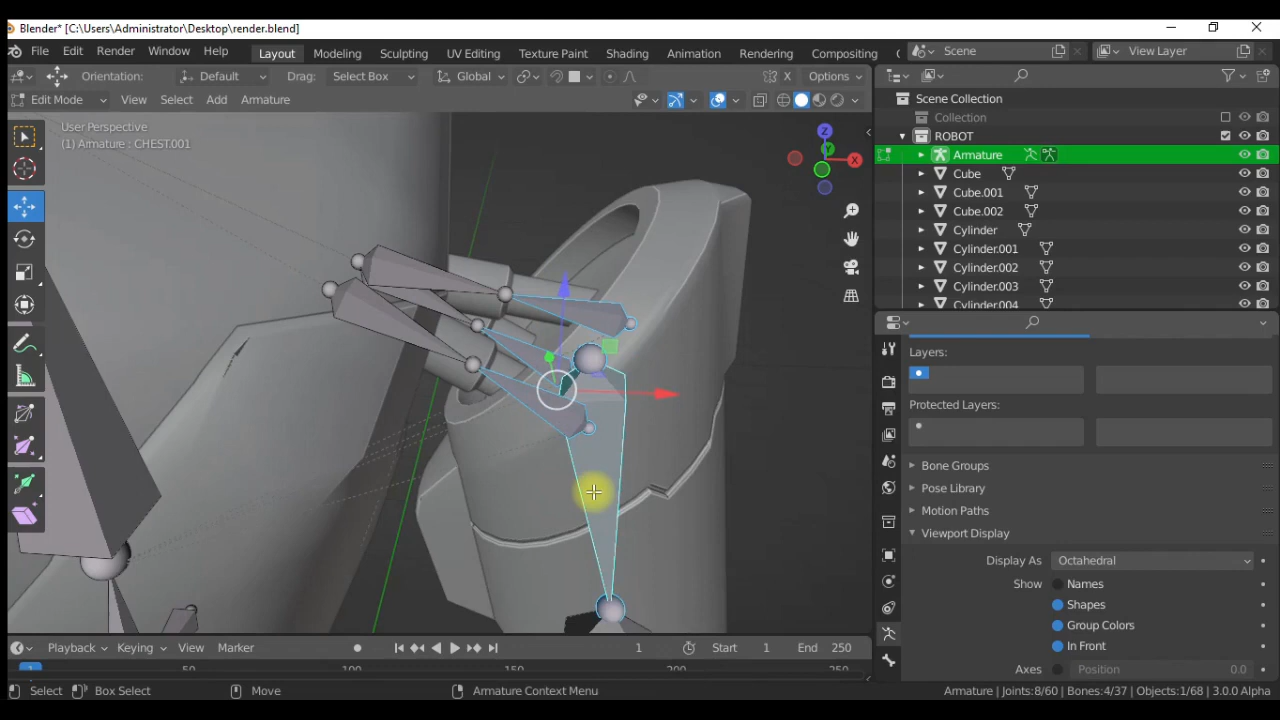 Blender* [C:\Users\Administrator\Desktop\render.blend]
File Edit Render Window Help Layout Modeling Sculpting UV Editing Texture Paint Shading Animation Rendering Compositing Scene View Layer
Orientation: Default Drag: Select Box Global X Options
Edit Mode View Select Add Armature
Scene Collection
Collection
User Perspective
(1) Armature : CHEST.001
Z
Y
X
ROBOT
Armature
Cube
Cube.001
Cube.002
Cylinder
Cylinder.001
Cylinder.002
Cylinder.003
Cylinder.004
Layers:
Protected Layers:
Bone Groups
Pose Library
Motion Paths
Viewport Display
Display As Octahedral
Show Names
Shapes
Group Colors
In Front
Axes Position 0.0
Playback Keying View Marker 1 Start 1 End 250
1 50 100 150 200 250
Select Box Select Move Armature Context Menu Armature | Joints:8/60 | Bones:4/37 | Objects:1/68 | 3.0.0 Alpha